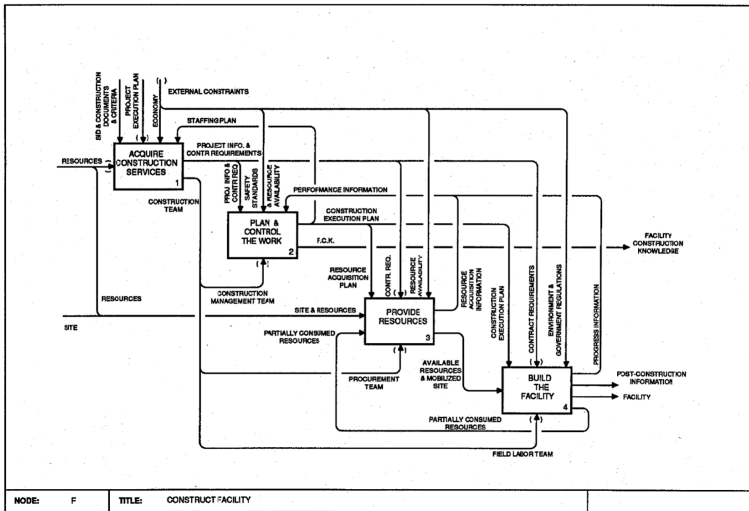 EXTERNAL CONSTRAINTS
BID & CONSTRUCTION
DOCUMENTS
& CRITERIA
PROJECT
EXECUTION PLAN
ECONOMY
STAFFING PLAN
PROJECT INFO. &
CONTR REQUIREMENTS
RESOURCES
ACQUIRE
CONSTRUCTION
SERVICES
1
CONSTRUCTION
TEAM
PROJ INFO &
CONTR REQ
SAFETY
STANDARDS
& RESOURCE
AVAILABILITY
PERFORMANCE INFORMATION
CONSTRUCTION
EXECUTION PLAN
PLAN &
CONTROL
THE WORK
2
F.C.K.
FACILITY
CONSTRUCTION
KNOWLEDGE
RESOURCE
ACQUISITION
PLAN
CONTR. REQ.
RESOURCE
AVAILABILITY
RESOURCE
ACQUISITION
INFORMATION
CONSTRUCTION
EXECUTION PLAN
CONTRACT REQUIREMENTS
ENVIRONMENT &
GOVERNMENT REGULATIONS
PROGRESS INFORMATION
CONSTRUCTION
MANAGEMENT TEAM
RESOURCES
SITE
SITE & RESOURCES
PROVIDE
RESOURCES
3
PARTIALLY CONSUMED
RESOURCES
PROCUREMENT
TEAM
AVAILABLE
RESOURCES
& MOBILIZED
SITE
BUILD
THE
FACILITY
4
POST-CONSTRUCTION
INFORMATION
FACILITY
PARTIALLY CONSUMED
RESOURCES
FIELD LABOR TEAM
NODE: F TITLE: CONSTRUCT FACILITY